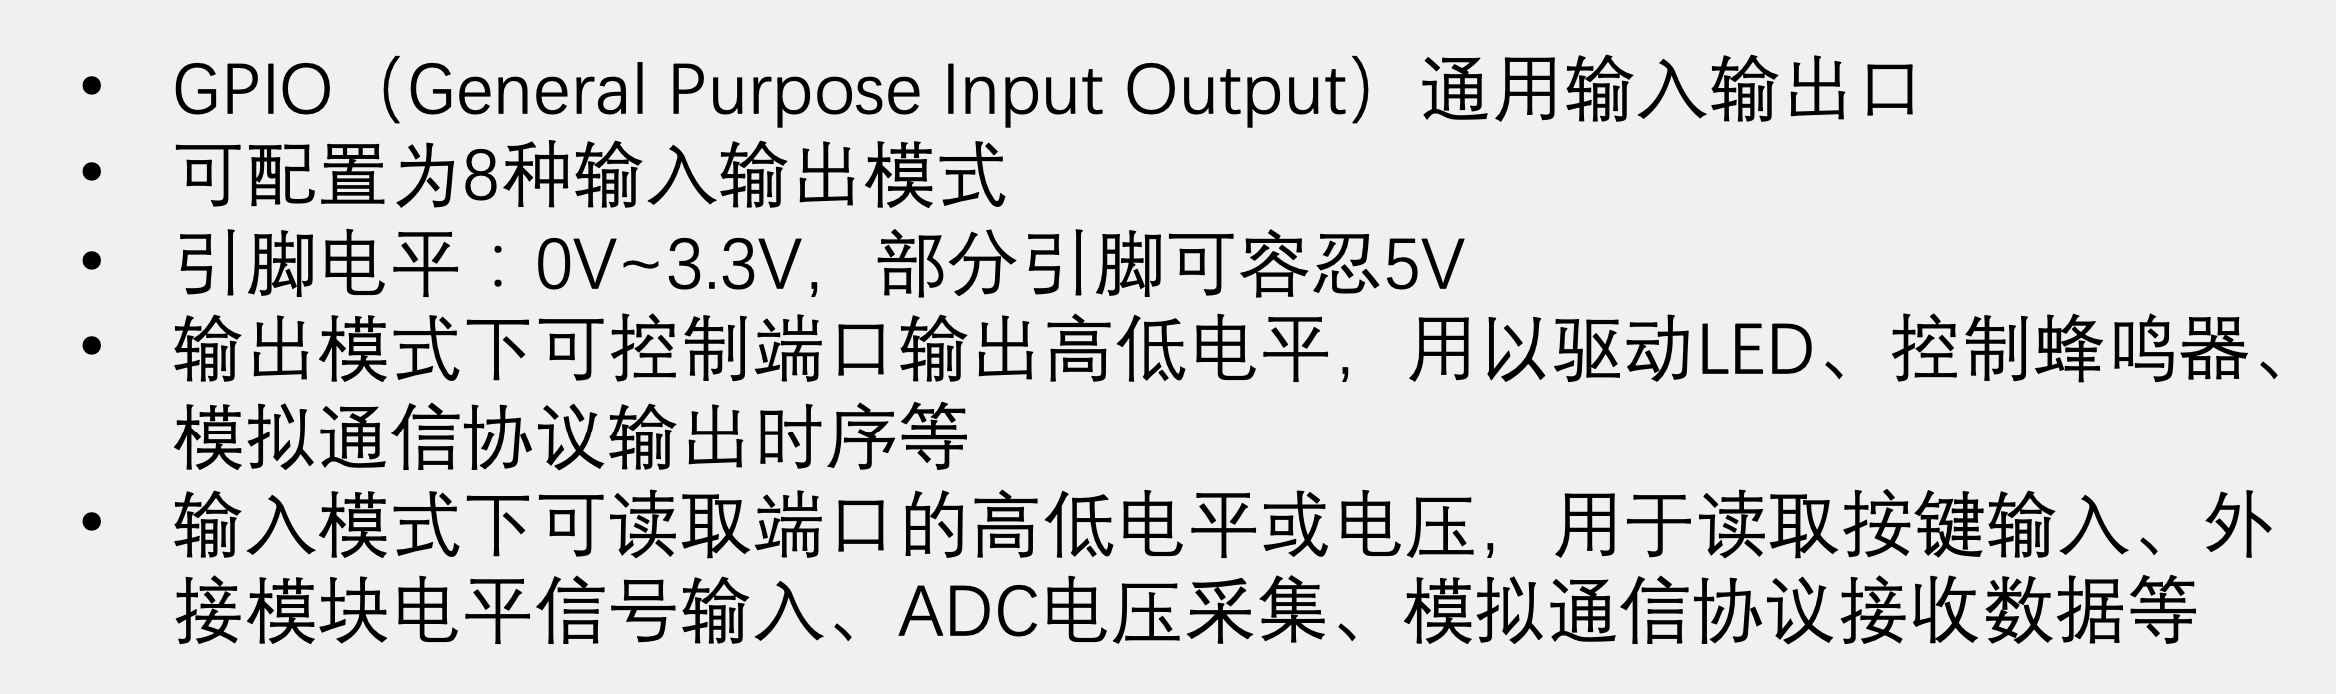 • GPIO（General Purpose Input Output）通用输入输出口
• 可配置为8种输入输出模式
• 引脚电平：0V~3.3V，部分引脚可容忍5V
• 输出模式下可控制端口输出高低电平，用以驱动LED、控制蜂鸣器、
模拟通信协议输出时序等
• 输入模式下可读取端口的高低电平或电压，用于读取按键输入、外
接模块电平信号输入、ADC电压采集、模拟通信协议接收数据等